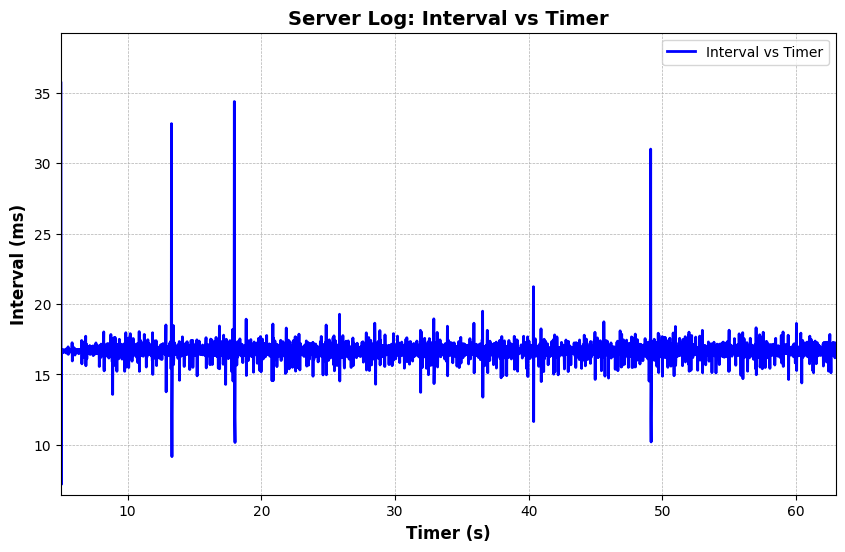 Server Log: Interval vs Timer
Interval vs Timer
35
30
25
20
15
10
Interval (ms)
10 20 30 40 50 60
Timer (s)